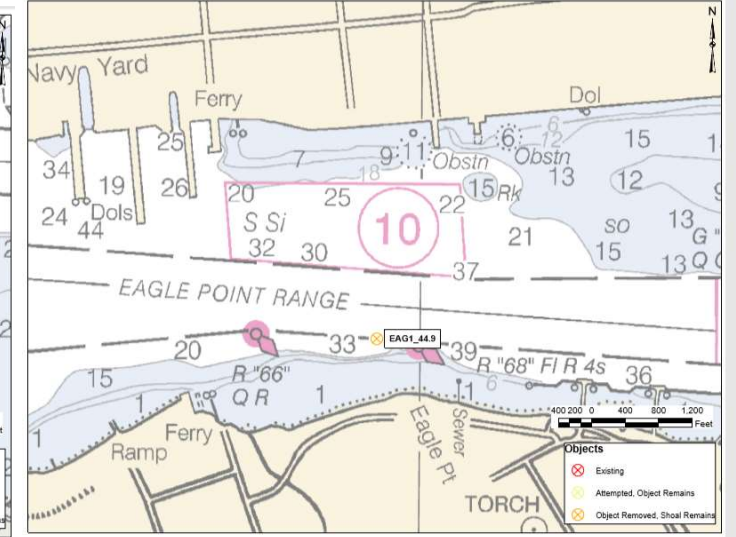 N
N
Navy Yard
Ferry
Dol
25
34
7
9
11
Obstn
6
Obstn
6
12
15
18
19
26
13
12
20
25
22
15
Rk
24
44
Dols
S Si
10
21
so
13
G "
32
30
15
13
Q
37
EAGLE POINT RANGE
EAG1_44.9
20
33
39
R "66"
Q R
R "68" Fl R 4s
36
15
1
1
6
1
1
Ferry
Ramp
Eagle Pt
Sewer
400 200 0 400 800 1,200
Feet
TORCH
Objects
Existing
Attempted, Object Remains
Object Removed, Shoal Remains